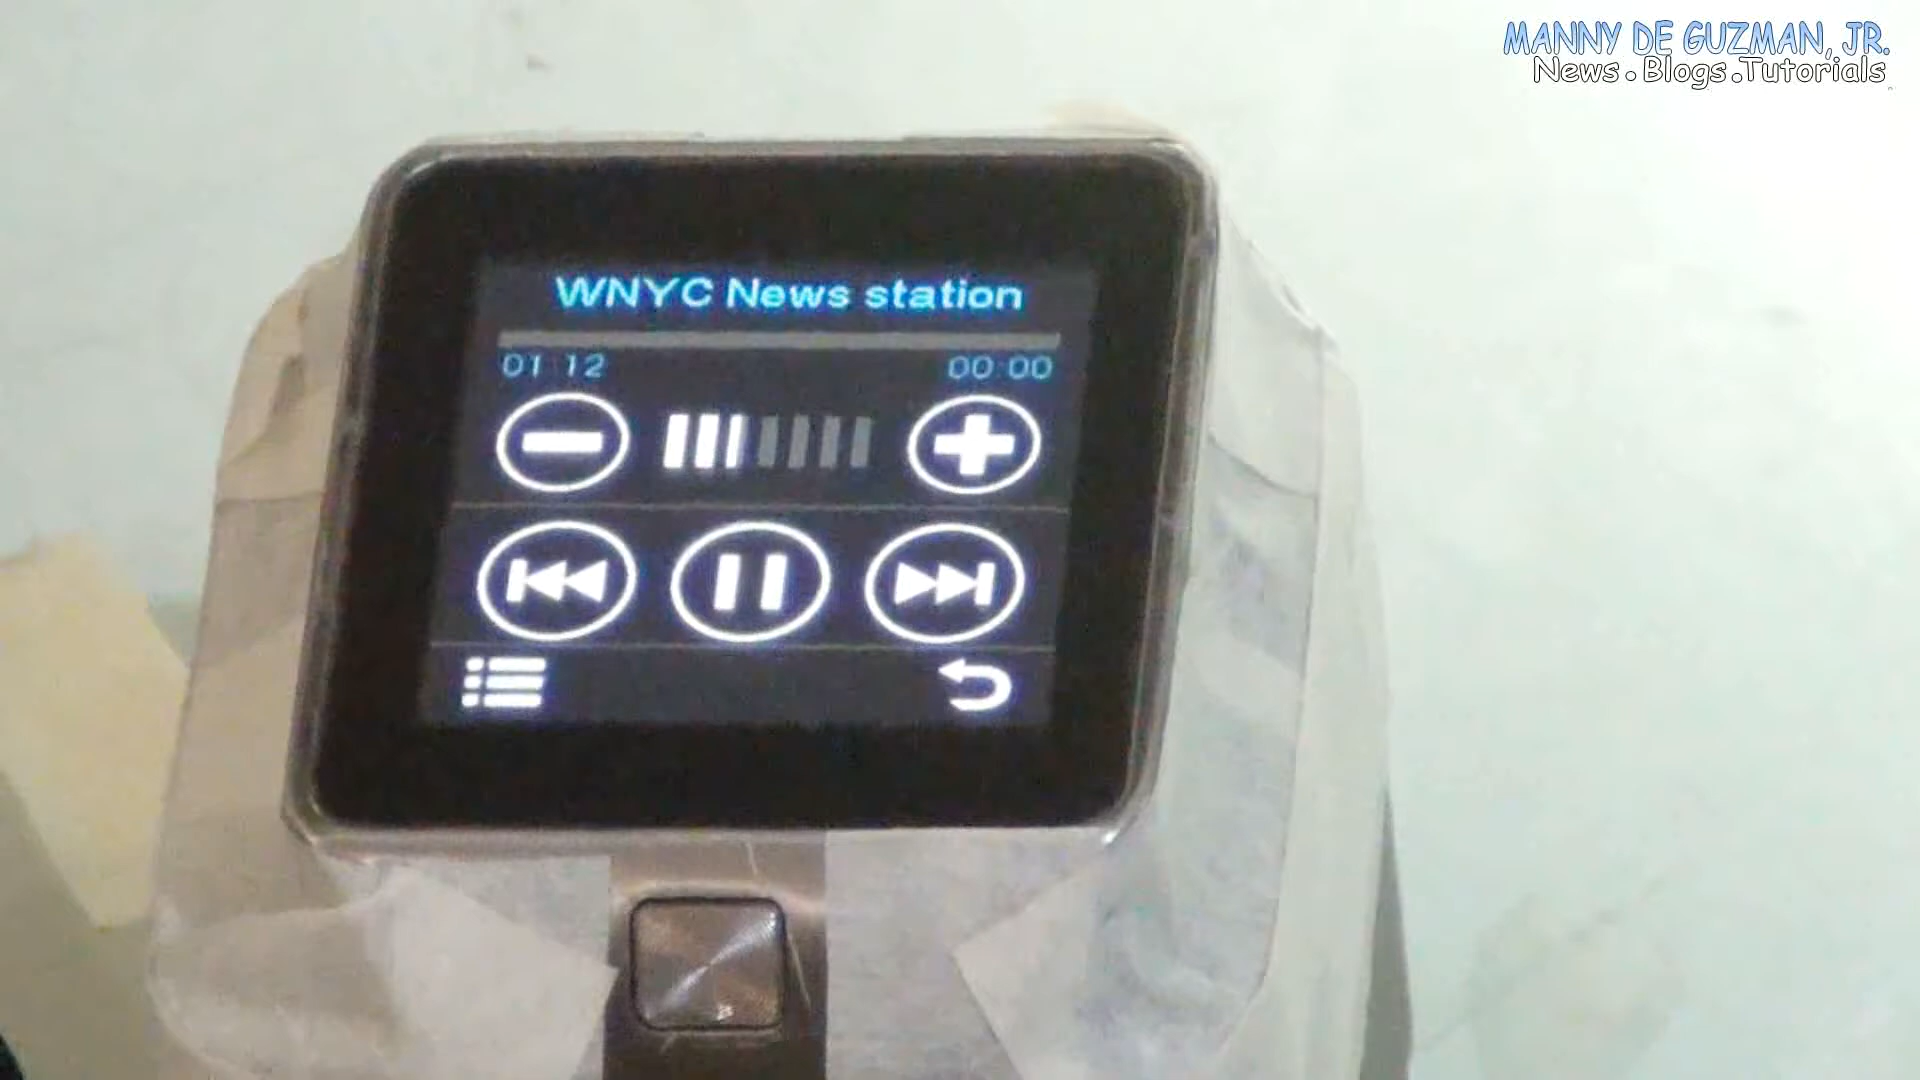 MANNY DE GUZMAN, JR.
News . Blogs . Tutorials
WNYC News station
01:12
00:00